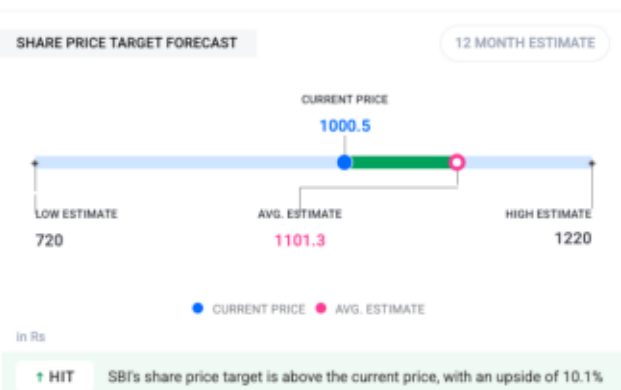 SHARE PRICE TARGET FORECAST
12 MONTH ESTIMATE
CURRENT PRICE
1000.5
LOW ESTIMATE
AVG. ESTIMATE
HIGH ESTIMATE
720
1101.3
1220
CURRENT PRICE
AVG. ESTIMATE
in Rs
↑ HIT
SBI's share price target is above the current price, with an upside of 10.1%